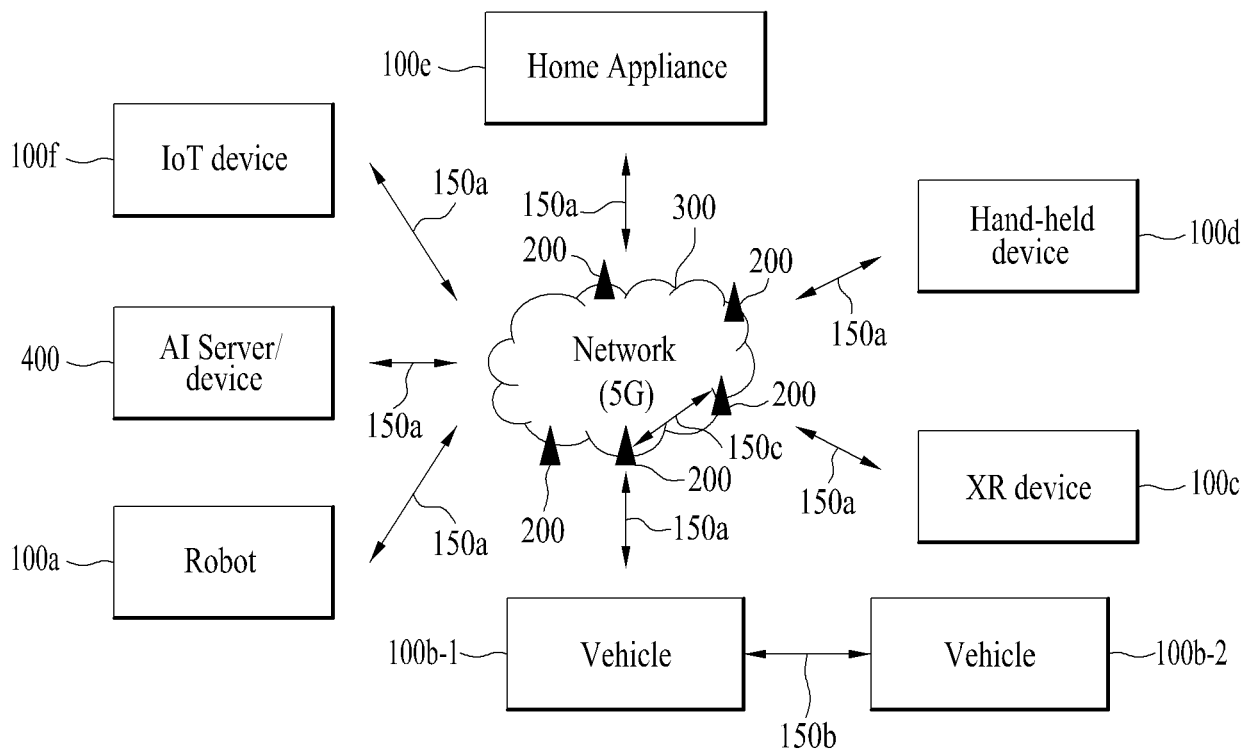 Home Appliance
100e
IoT device
100f
150a
150a
300
200
200
Hand-held
device
100d
150a
AI Server/
device
400
150a
Network
(5G)
200
150c
200
200
150a
150a
150a
XR device
100c
Robot
100a
Vehicle
100b-1
Vehicle
100b-2
150b